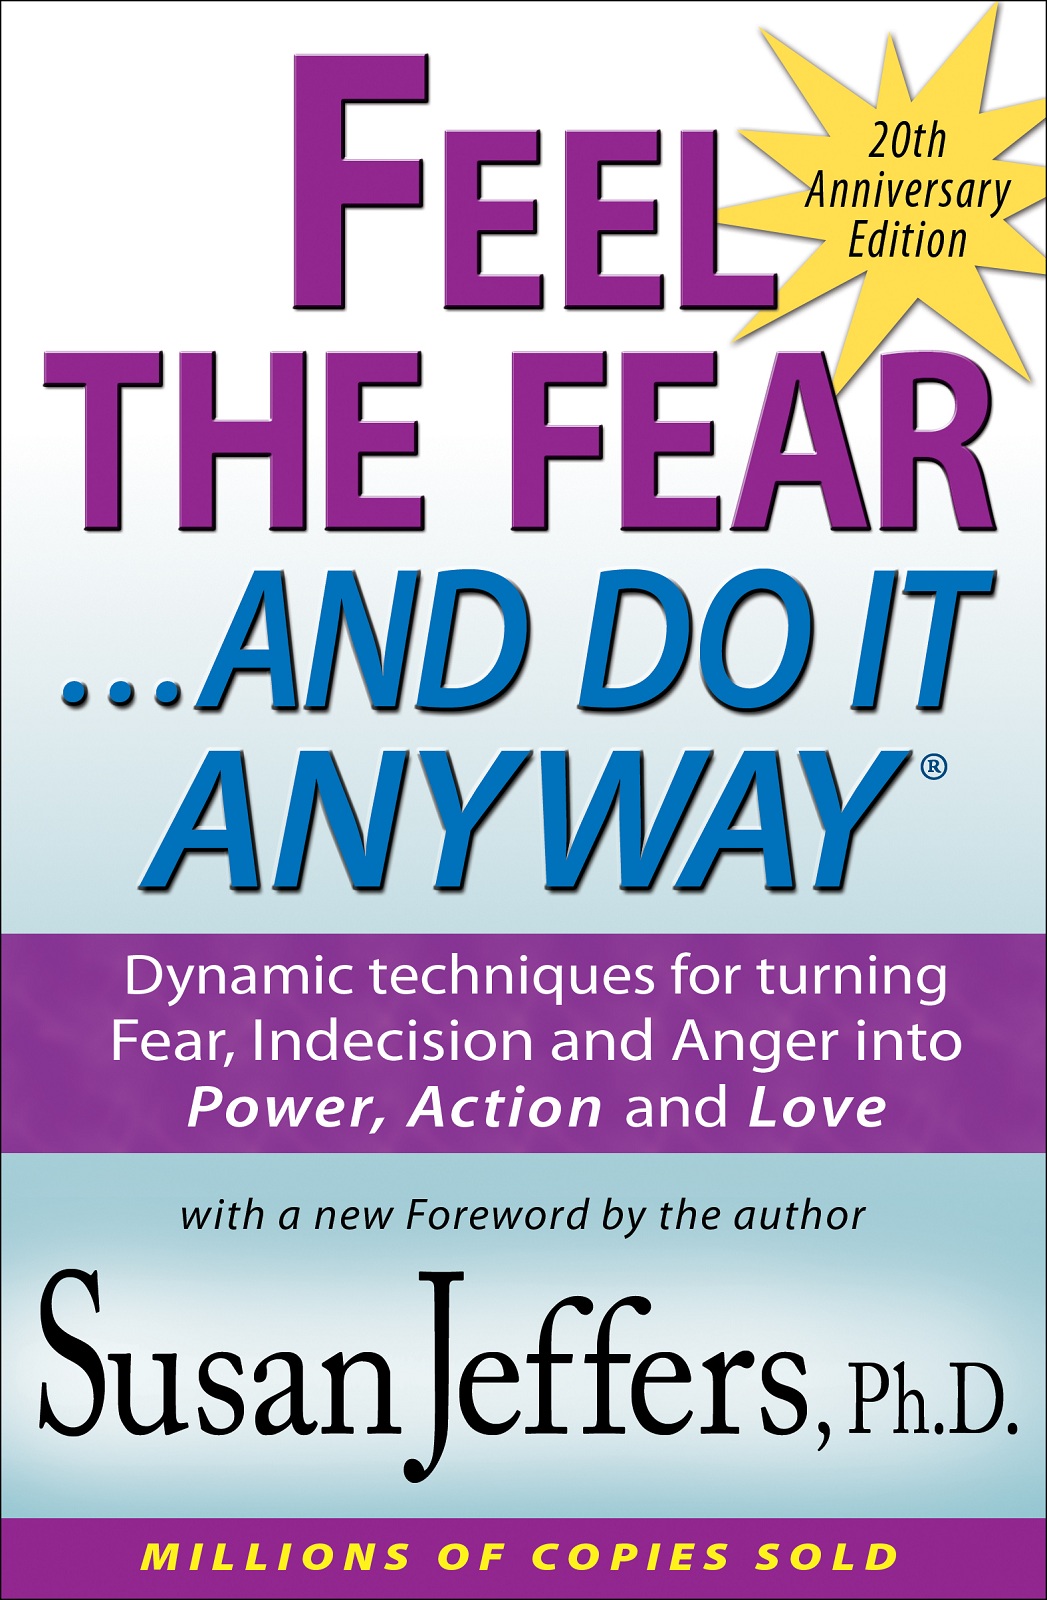 FEEL
20th
Anniversary
Edition
THE FEAR
...AND DO IT
ANYWAY®
Dynamic techniques for turning
Fear, Indecision and Anger into
Power, Action and Love
with a new Foreword by the author
Susan Jeffers, Ph.D.
MILLIONS OF COPIES SOLD